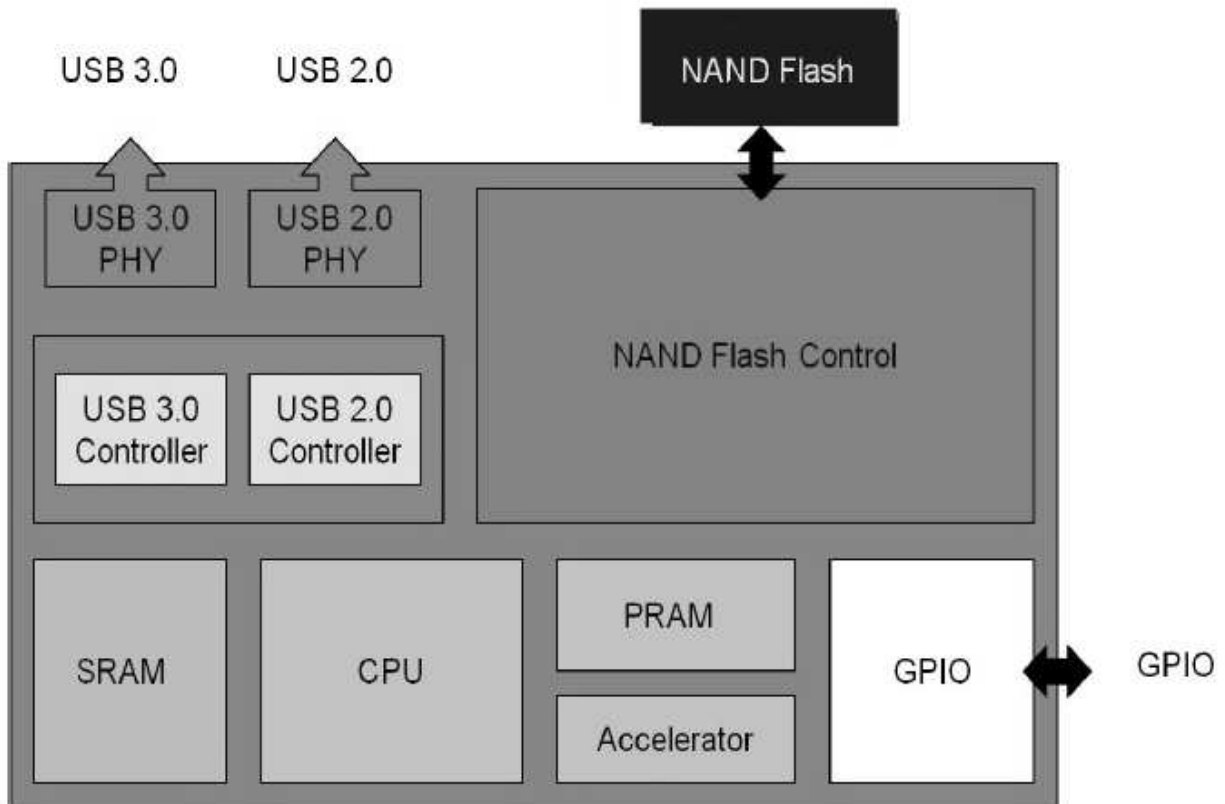 USB 3.0
USB 2.0
NAND Flash
USB 3.0
PHY
USB 2.0
PHY
NAND Flash Control
USB 3.0
Controller
USB 2.0
Controller
SRAM
CPU
PRAM
Accelerator
GPIO
GPIO